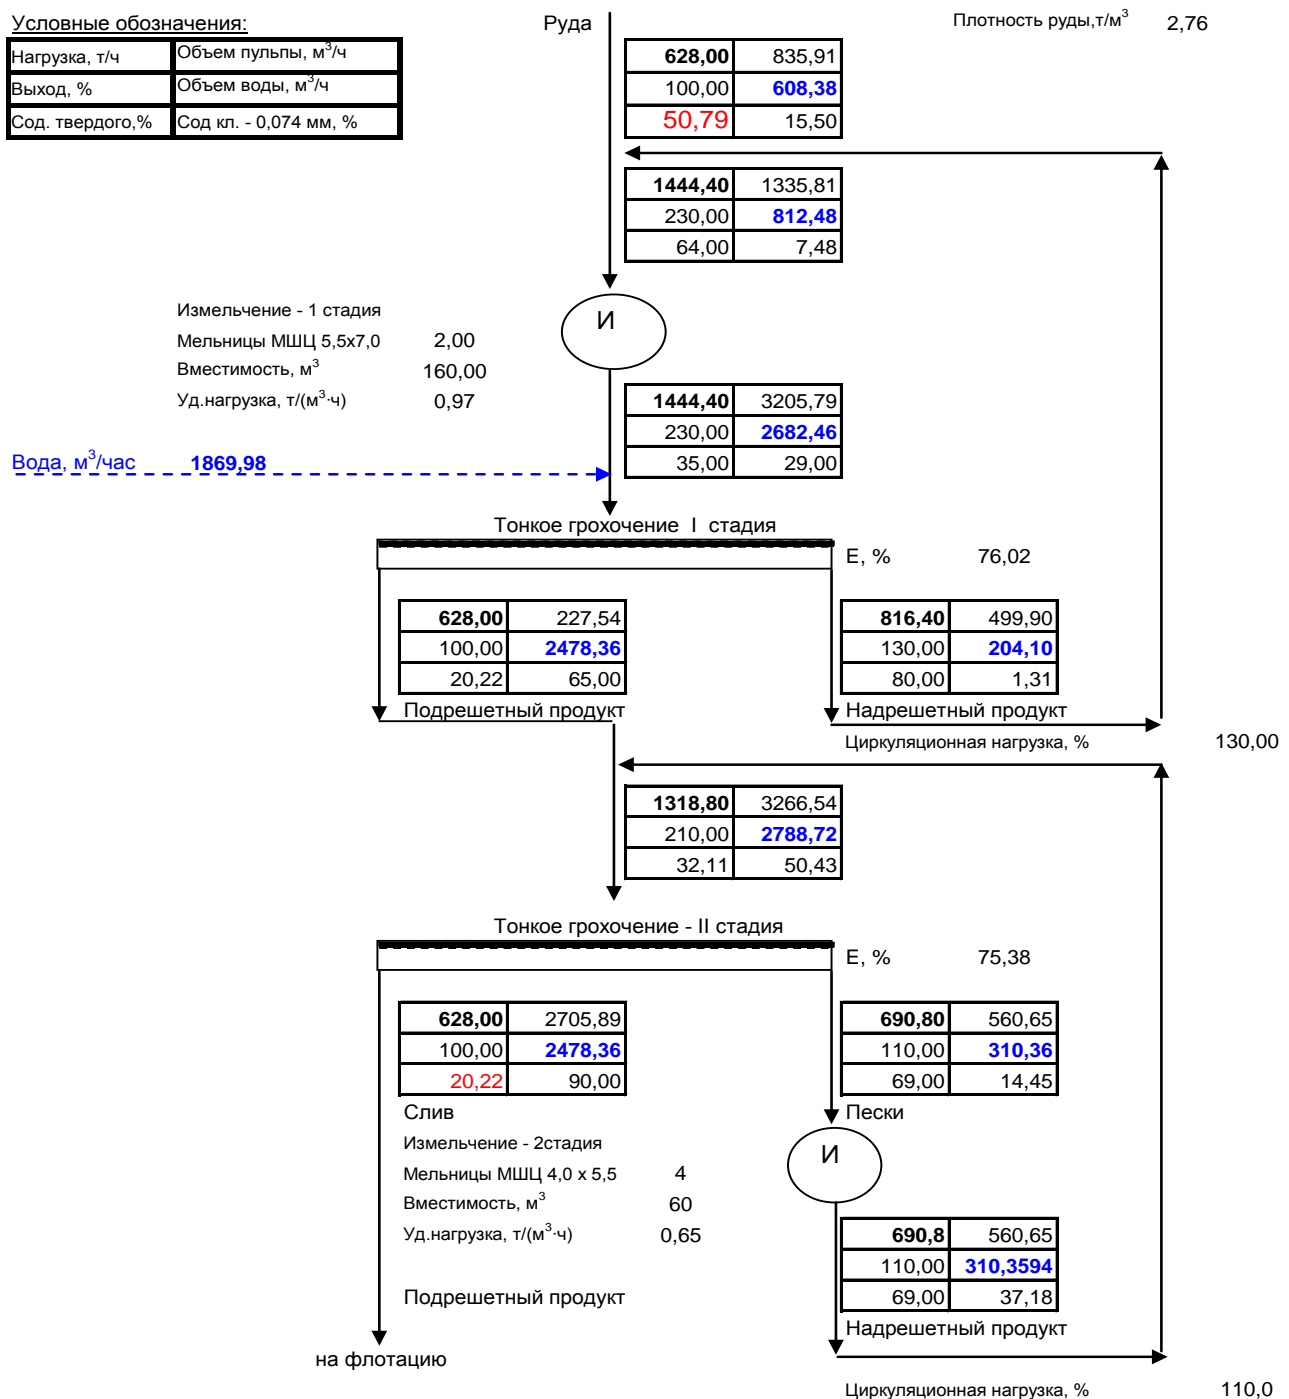 Условные обозначения:
Руда
Плотность руды,т/м³ 2,76
Нагрузка, т/ч Объем пульпы, м³/ч
Выход, % Объем воды, м³/ч
Сод. твердого,% Сод кл. - 0,074 мм, %
628,00 835,91
100,00 608,38
50,79 15,50
1444,40 1335,81
230,00 812,48
64,00 7,48
Измельчение - 1 стадия
Мельницы МШЦ 5,5х7,0 2,00
Вместимость, м³ 160,00
Уд.нагрузка, т/(м³·ч) 0,97
И
1444,40 3205,79
230,00 2682,46
35,00 29,00
Вода, м³/час 1869,98
Тонкое грохочение I стадия
Е, % 76,02
628,00 227,54
100,00 2478,36
20,22 65,00
Подрешетный продукт
816,40 499,90
130,00 204,10
80,00 1,31
Надрешетный продукт
Циркуляционная нагрузка, % 130,00
1318,80 3266,54
210,00 2788,72
32,11 50,43
Тонкое грохочение - II стадия
Е, % 75,38
628,00 2705,89
100,00 2478,36
20,22 90,00
Слив
690,80 560,65
110,00 310,36
69,00 14,45
Пески
Измельчение - 2стадия
Мельницы МШЦ 4,0 х 5,5 4
Вместимость, м³ 60
Уд.нагрузка, т/(м³·ч) 0,65
И
690,8 560,65
110,00 310,3594
69,00 37,18
Подрешетный продукт
Надрешетный продукт
на флотацию
Циркуляционная нагрузка, % 110,0